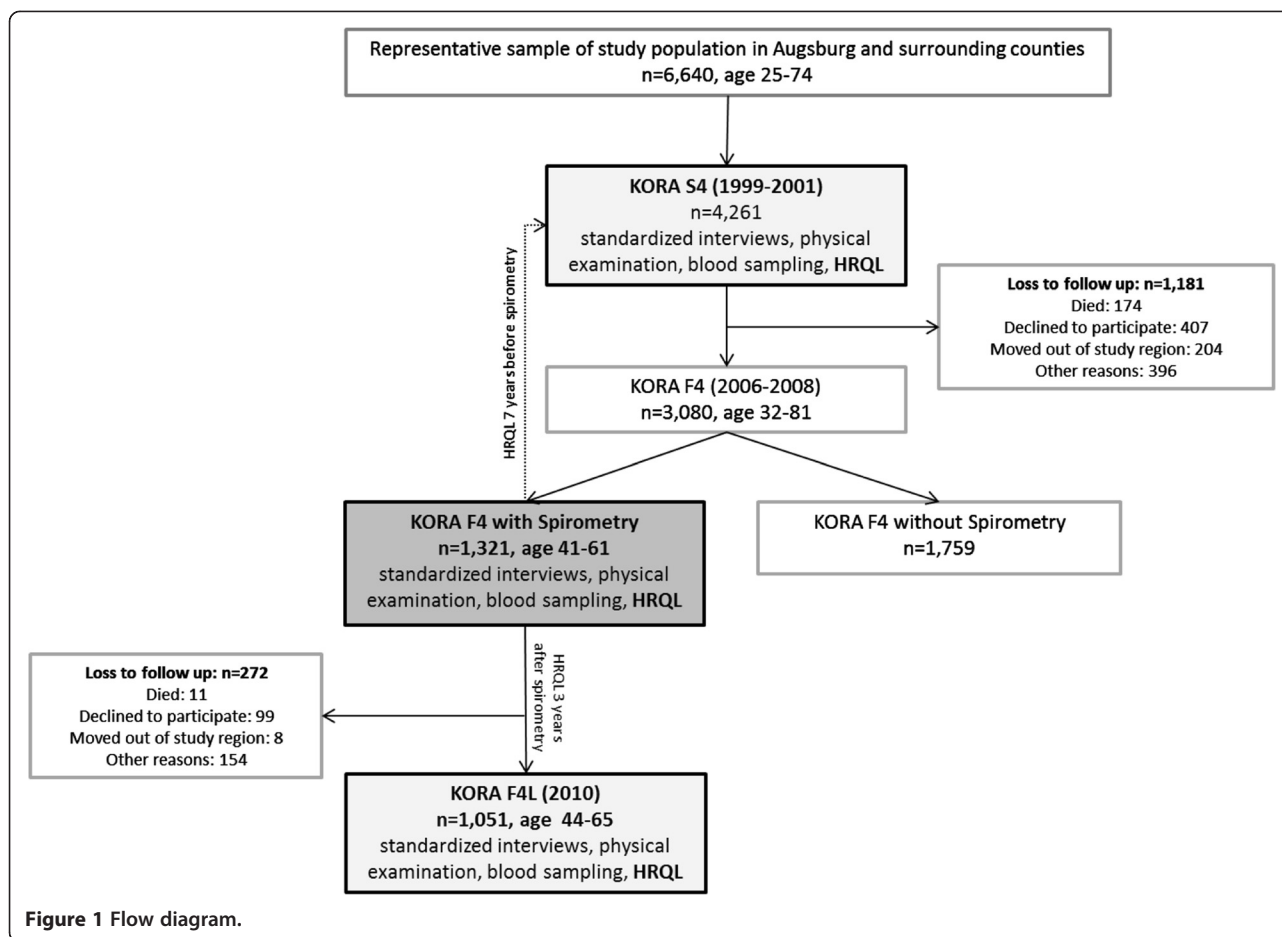 Representative sample of study population in Augsburg and surrounding counties
n=6,640, age 25-74
KORA S4 (1999-2001)
n=4,261
standardized interviews, physical
examination, blood sampling, HRQL
HRQL 7 years before spirometry
Loss to follow up: n=1,181
Died: 174
Declined to participate: 407
Moved out of study region: 204
Other reasons: 396
KORA F4 (2006-2008)
n=3,080, age 32-81
KORA F4 with Spirometry
n=1,321, age 41-61
standardized interviews, physical
examination, blood sampling, HRQL
KORA F4 without Spirometry
n=1,759
HRQL 3 years
after spirometry
Loss to follow up: n=272
Died: 11
Declined to participate: 99
Moved out of study region: 8
Other reasons: 154
KORA F4L (2010)
n=1,051, age 44-65
standardized interviews, physical
examination, blood sampling, HRQL
Figure 1 Flow diagram.